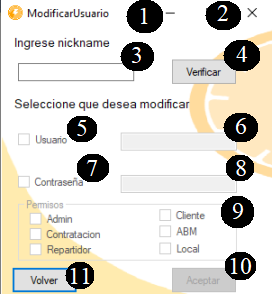 ModificarUsuario 1 2
Ingrese nickname
3 4
Verificar
Seleccione que desea modificar
5 6
Usuario
7 8
Contraseña
Permisos
Admin Cliente 9
Contratacion ABM
Repartidor Local
10
Volver Aceptar
11